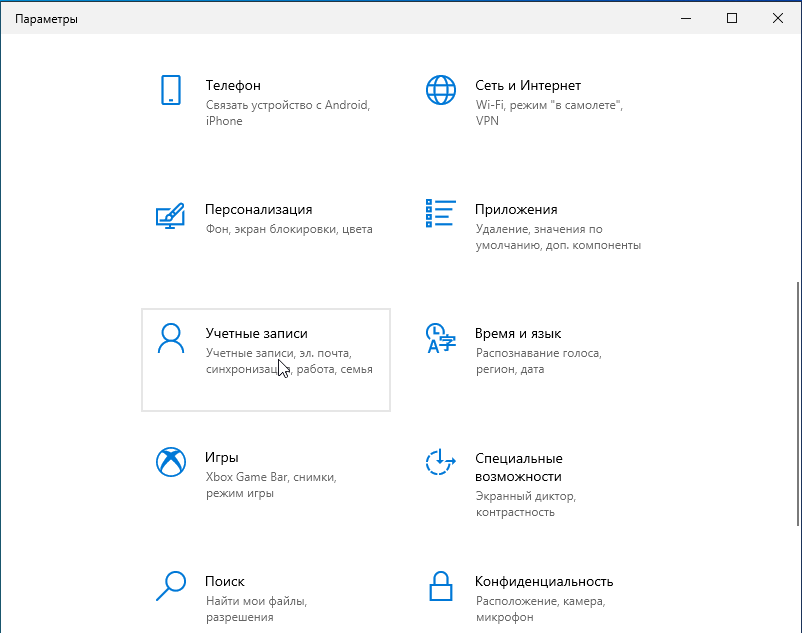 Параметры
Телефон
Связать устройство с Android,
iPhone
Сеть и Интернет
Wi-Fi, режим "в самолете",
VPN
Персонализация
Фон, экран блокировки, цвета
Приложения
Удаление, значения по
умолчанию, доп. компоненты
Учетные записи
Учетные записи, эл. почта,
синхронизация, работа, семья
Время и язык
Распознавание голоса,
регион, дата
Игры
Xbox Game Bar, снимки,
режим игры
Специальные
возможности
Экранный диктор,
контрастность
Поиск
Найти мои файлы,
разрешения
Конфиденциальность
Расположение, камера,
микрофон